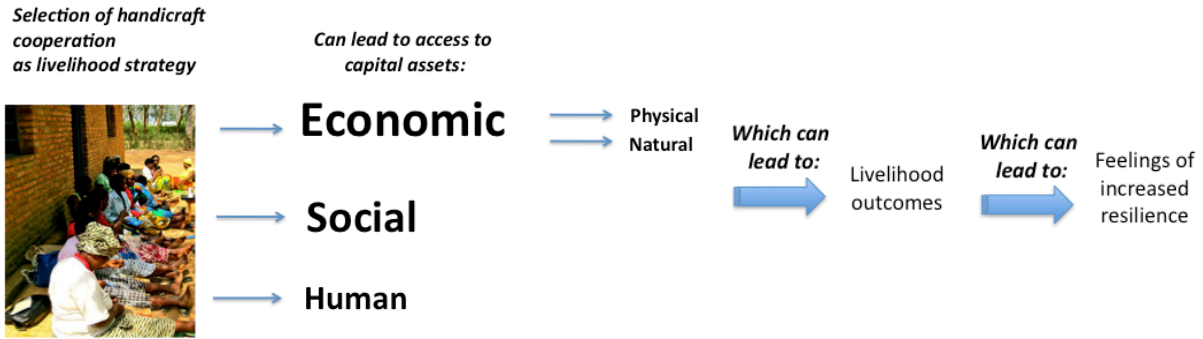 Selection of handicraft
cooperation
as livelihood strategy
Can lead to access to
capital assets:
Economic
Social
Human
Physical
Natural
Which can
lead to:
Livelihood
outcomes
Which can
lead to:
Feelings of
increased
resilience